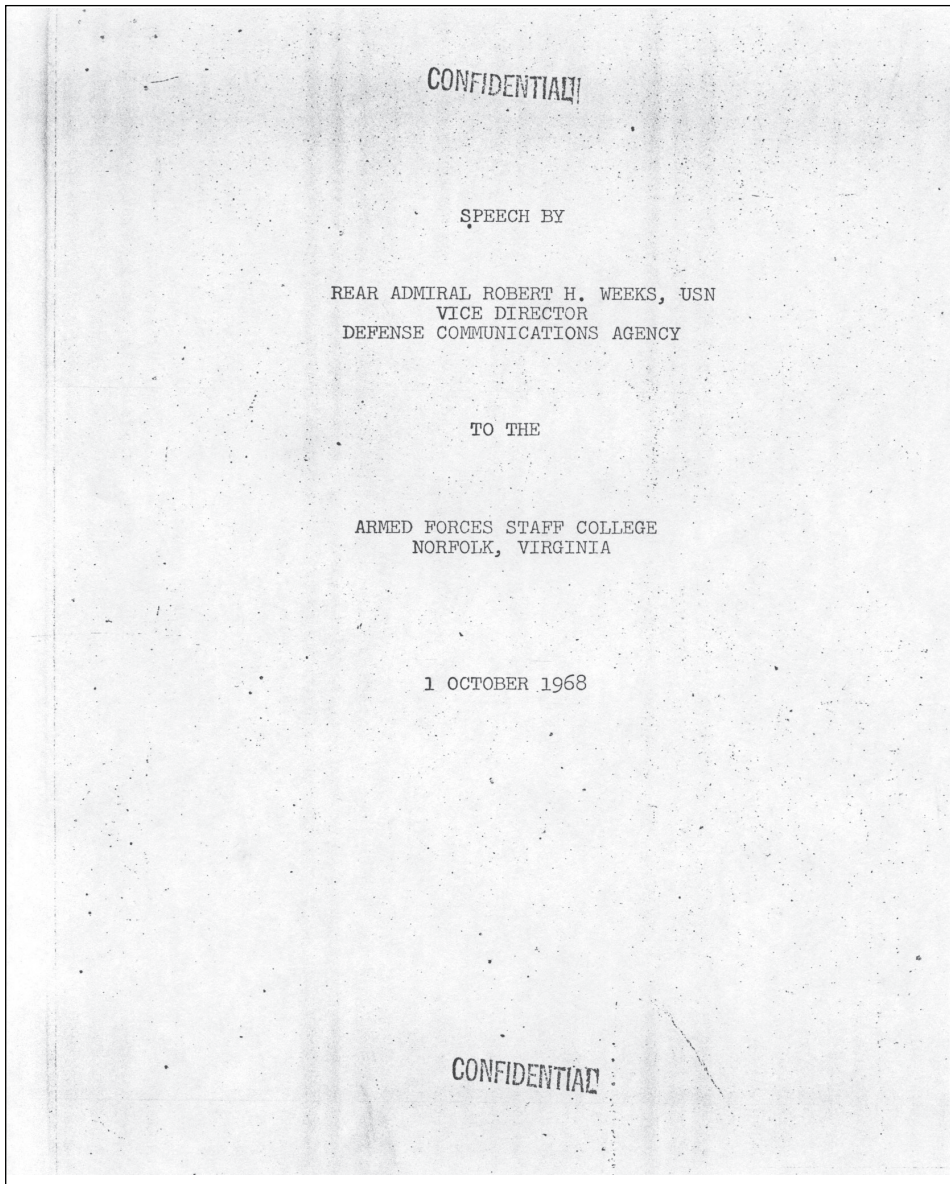 CONFIDENTIAL
SPEECH BY
REAR ADMIRAL ROBERT H. WEEKS, USN
VICE DIRECTOR
DEFENSE COMMUNICATIONS AGENCY
TO THE
ARMED FORCES STAFF COLLEGE
NORFOLK, VIRGINIA
1 OCTOBER 1968
CONFIDENTIAL